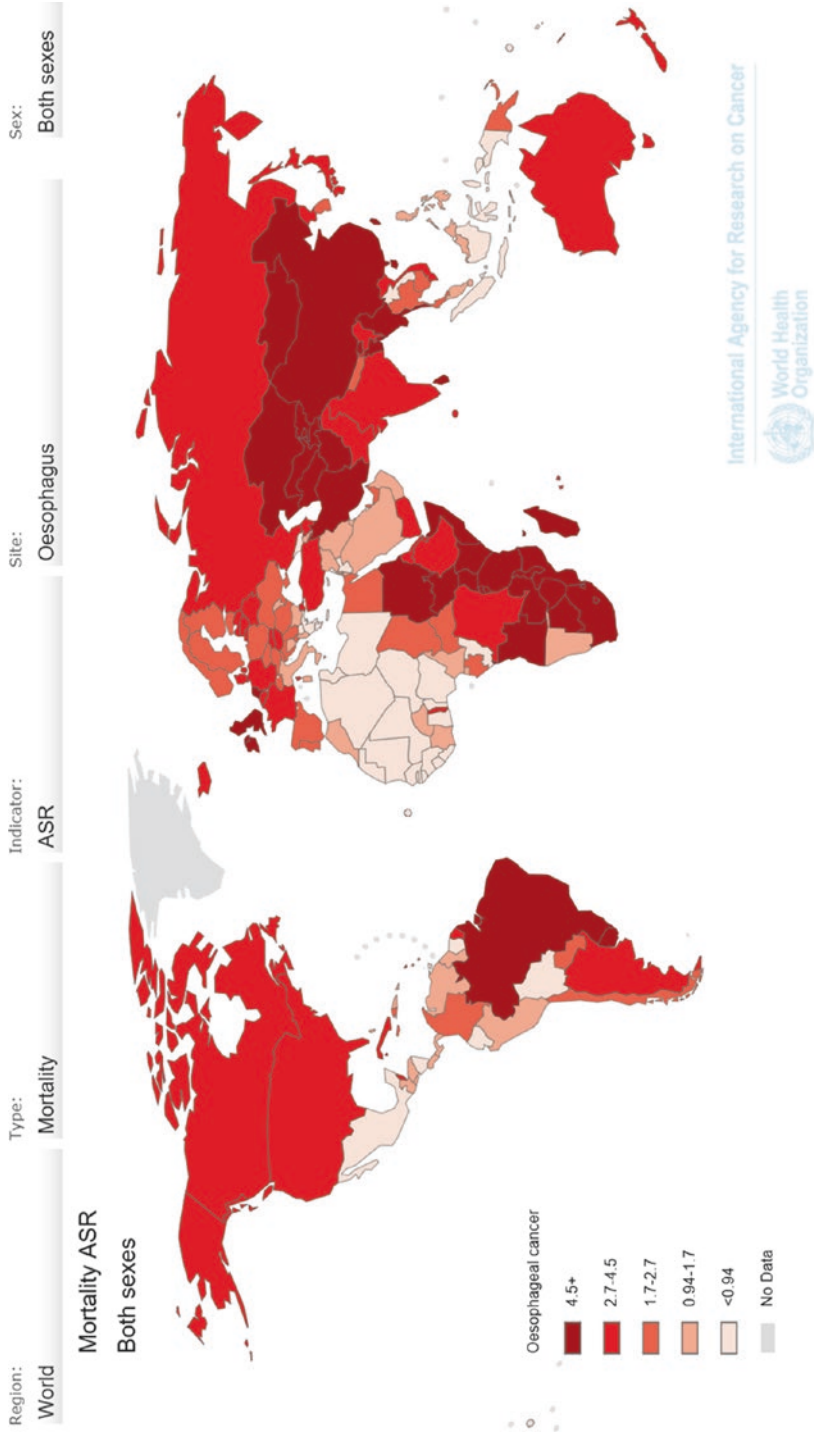 Region:
World
Type:
Mortality
Indicator:
ASR
Site:
Oesophagus
Sex:
Both sexes
Mortality ASR
Both sexes
Oesophageal cancer
4.5+
2.7-4.5
1.7-2.7
0.94-1.7
<0.94
No Data
International Agency for Research on Cancer
World Health
Organization